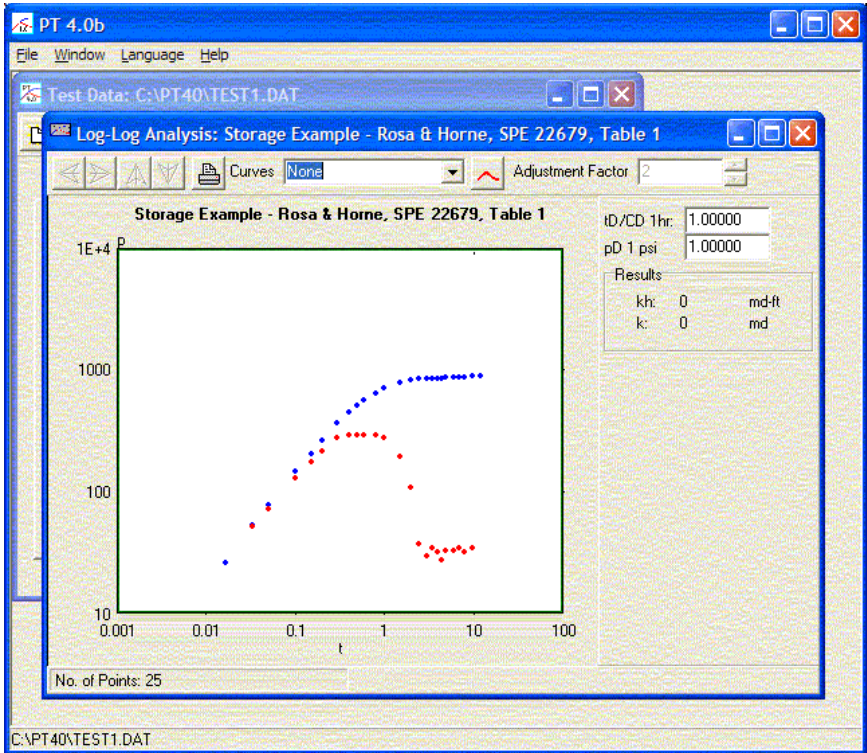 PT 4.0b
File Window Language Help
Test Data: C:\PT40\TEST1.DAT
Log-Log Analysis: Storage Example - Rosa & Horne, SPE 22679, Table 1
Curves None Adjustment Factor 2
Storage Example - Rosa & Horne, SPE 22679, Table 1
tD/CD 1hr: 1.00000
pD 1 psi 1.00000
Results
kh: 0 md-ft
k: 0 md
p
1E+4
1000
100
10
0.001 0.01 0.1 1 10 100
t
No. of Points: 25
C:\PT40\TEST1.DAT